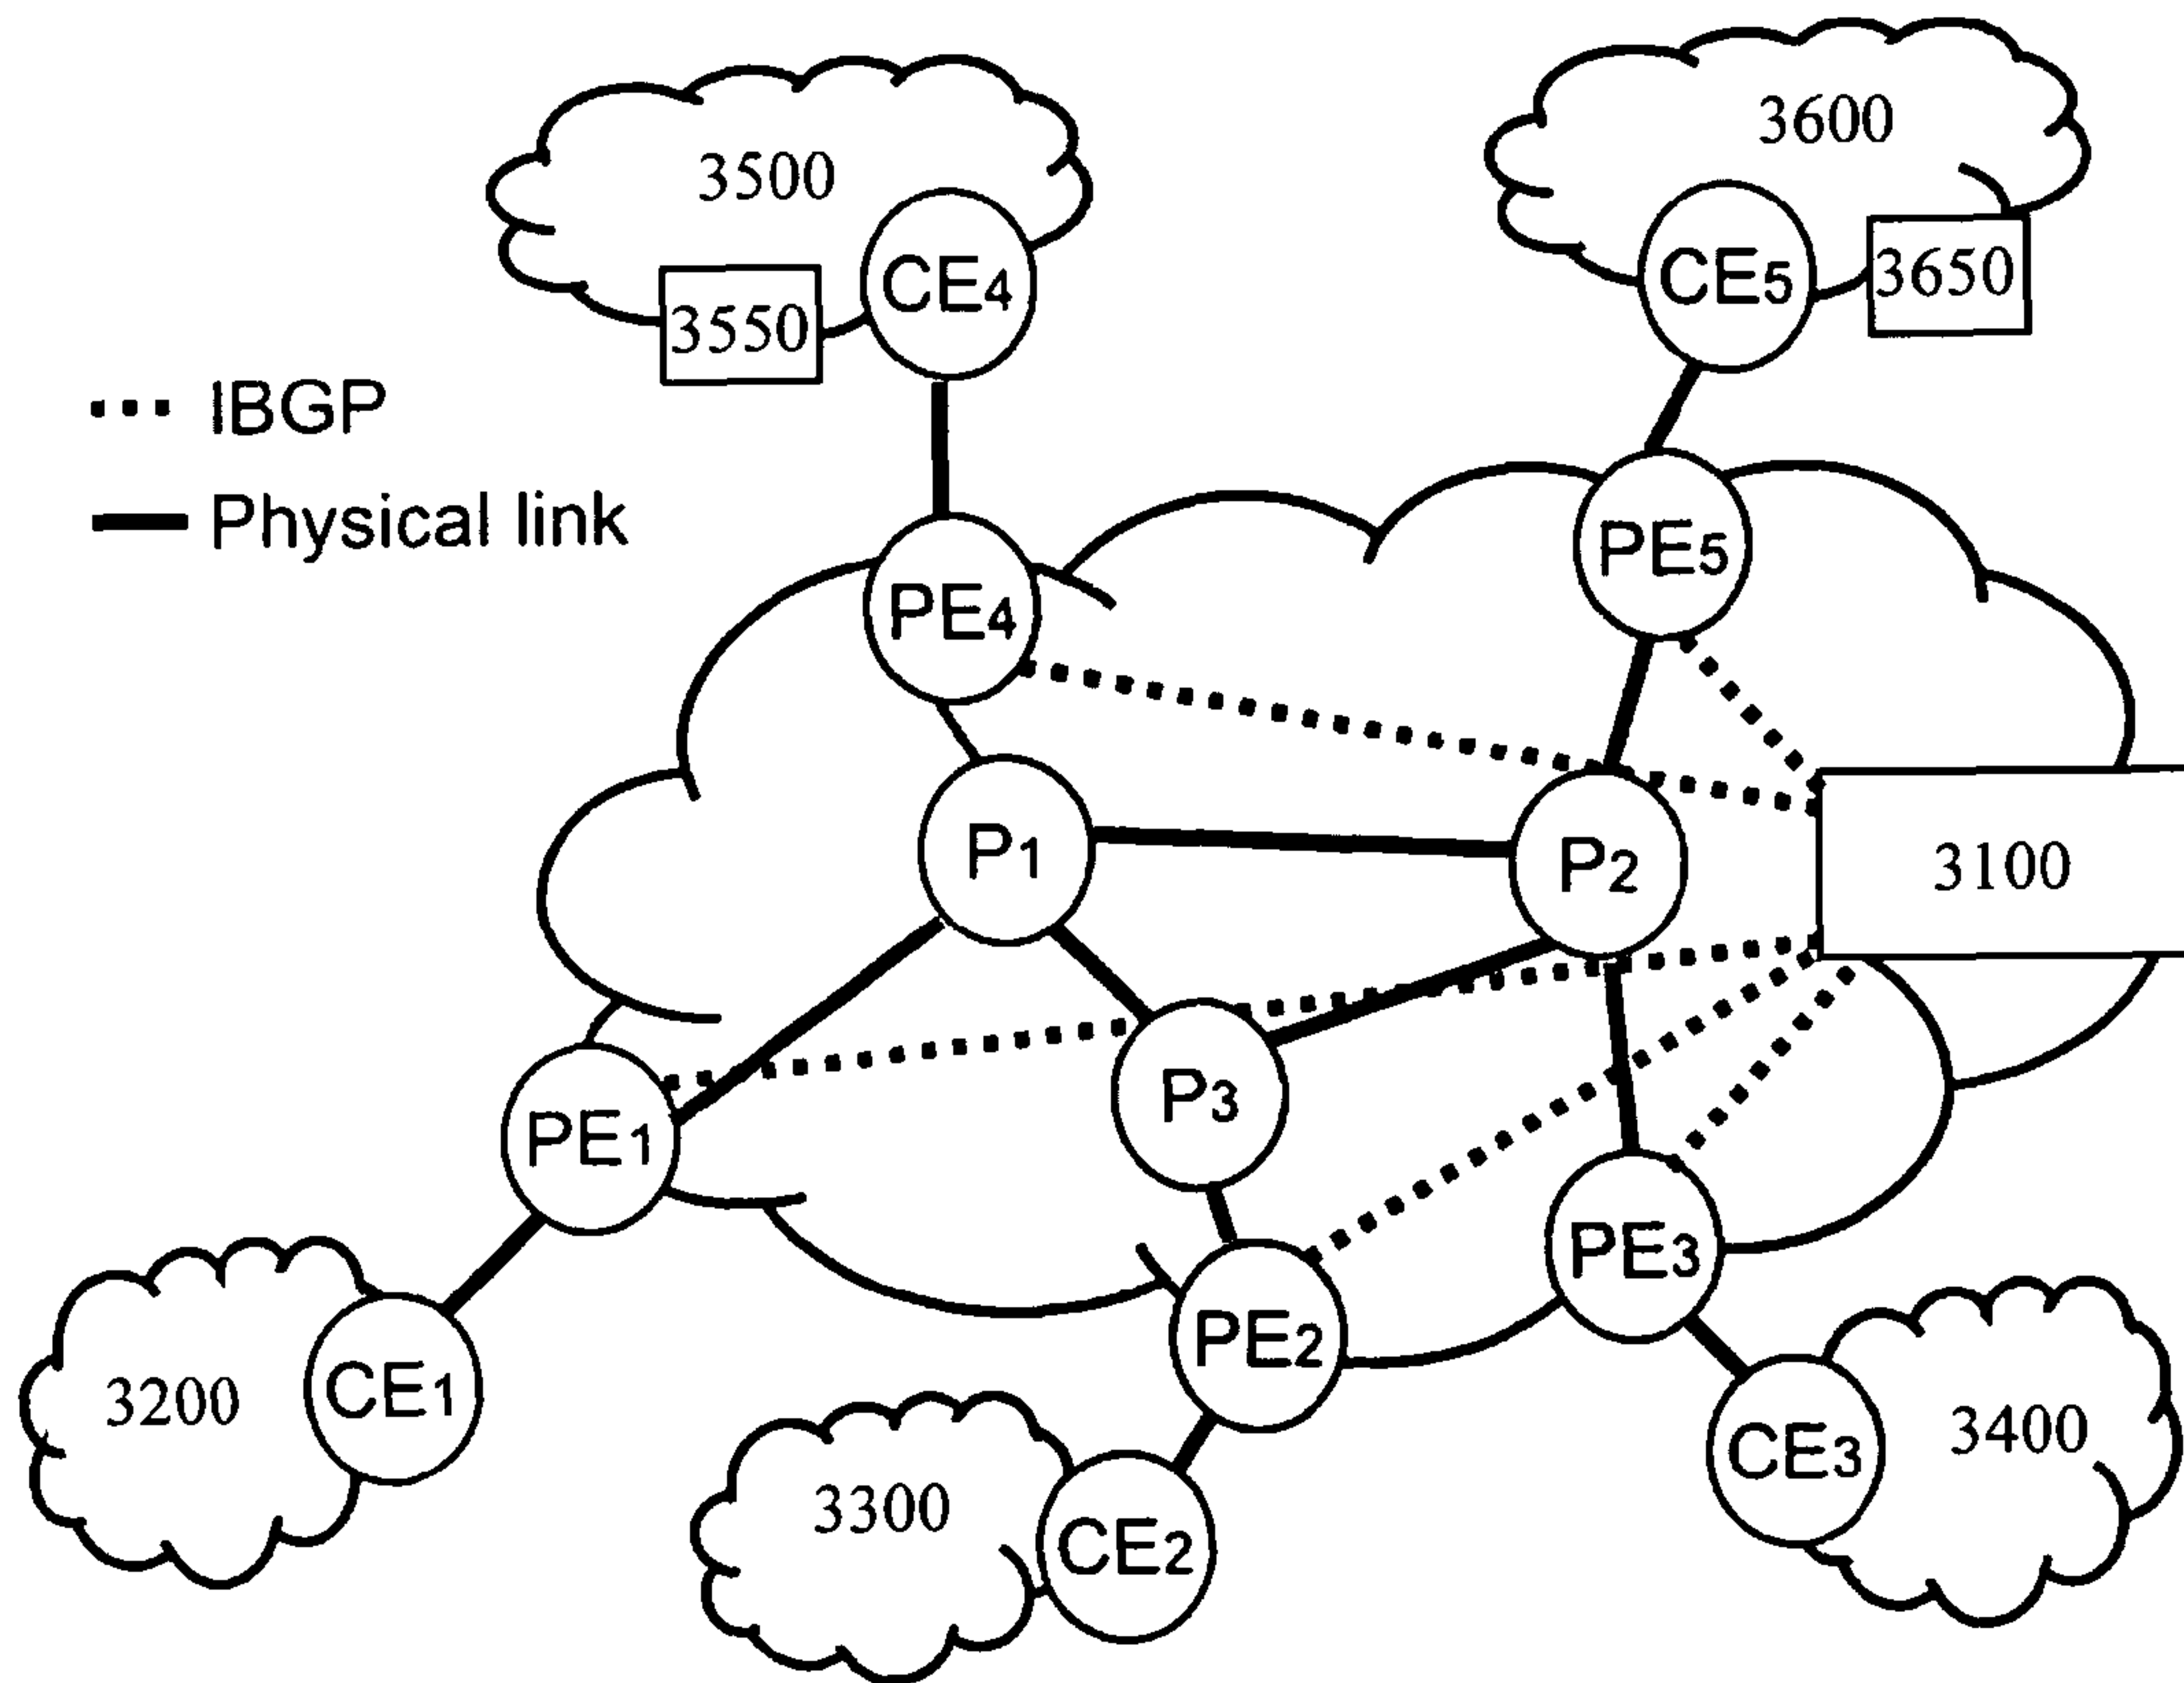 3600
3500
CE5
3650
CE4
3550
IBGP
Physical link
PE5
PE4
P1
P2
3100
P3
PE1
PE3
PE2
CE1
3200
3400
CE3
3300
CE2